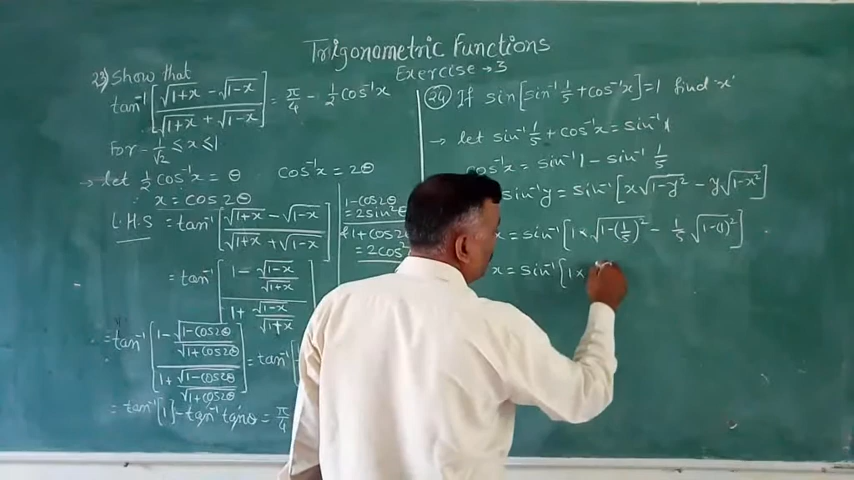 Trigonometric Functions
Exercise → 3
23) Show that
tan⁻¹[(√1+x − √1−x)/(√1+x + √1−x)] = π/4 − 1/2 cos⁻¹x
For −1/√2 ≤ x ≤ 1
→ let 1/2 cos⁻¹x = θ cos⁻¹x = 2θ
x = cos2θ
L.H.S = tan⁻¹[(√1+x − √1−x)/(√1+x + √1−x)]
= tan⁻¹[(1 − √1−x/√1+x)/(1 + √1−x/√1+x)]
= tan⁻¹[(1 − √1−cos2θ/√1+cos2θ)/(1 + √1−cos2θ/√1+cos2θ)] = tan⁻¹
= tan⁻¹[1] − tan⁻¹tanθ = π/4
1−cos2θ
= 2sin²
1+cos2
= 2cos²
24) If sin[sin⁻¹ 1/5 + cos⁻¹x] = 1 find 'x'
→ let sin⁻¹ 1/5 + cos⁻¹x = sin⁻¹1
cos⁻¹x = sin⁻¹1 − sin⁻¹ 1/5
sin⁻¹y = sin⁻¹[x√1−y² − y√1−x²]
x = sin⁻¹[1×√1−(1/5)² − 1/5 √1−(1)²]
x = sin⁻¹[1×